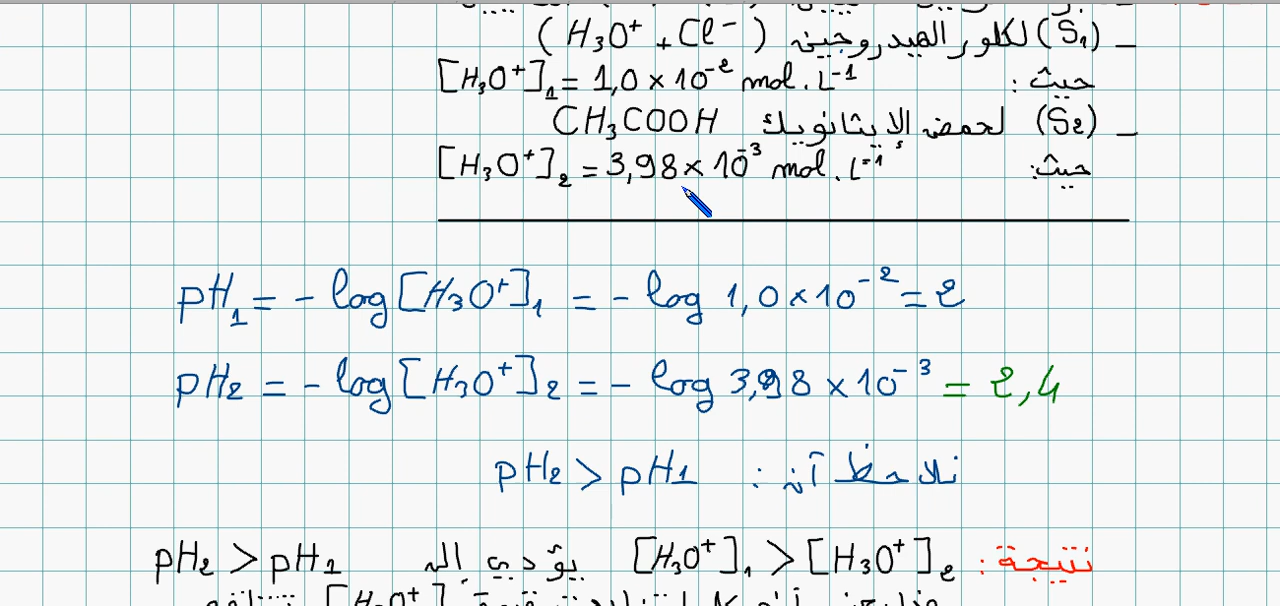 – (S₁) لكلور الهيدروجين (H₃O⁺ + Cl⁻)
حيث : [H₃O⁺]₁ = 1,0 × 10⁻² mol . L⁻¹
– (S₂) لحمض الإيثانويك CH₃COOH
حيث: [H₃O⁺]₂ = 3,98 × 10⁻³ mol . L⁻¹
pH₁ = - log [H₃O⁺]₁ = - log 1,0 × 10⁻² = 2
pH₂ = - log [H₃O⁺]₂ = - log 3,98 × 10⁻³ = 2,4
نلاحظ أن : pH₂ > pH₁
نتيجة : [H₃O⁺]₁ > [H₃O⁺]₂ يؤدي إلى pH₂ > pH₁